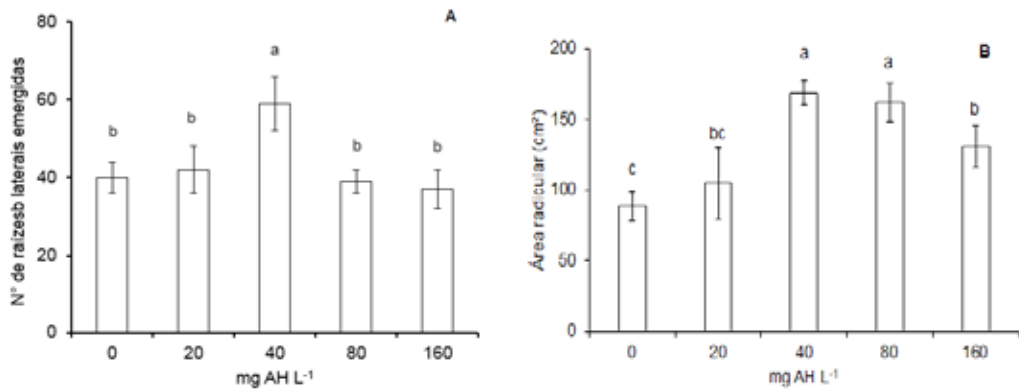 A
N° de raízesb laterais emergidas
80
60
40
20
0
b
b
a
b
b
0 20 40 80 160
mg AH L⁻¹
B
Área radicular (cm²)
200
150
100
50
0
c
bc
a
a
b
0 20 40 80 160
mg AH L⁻¹